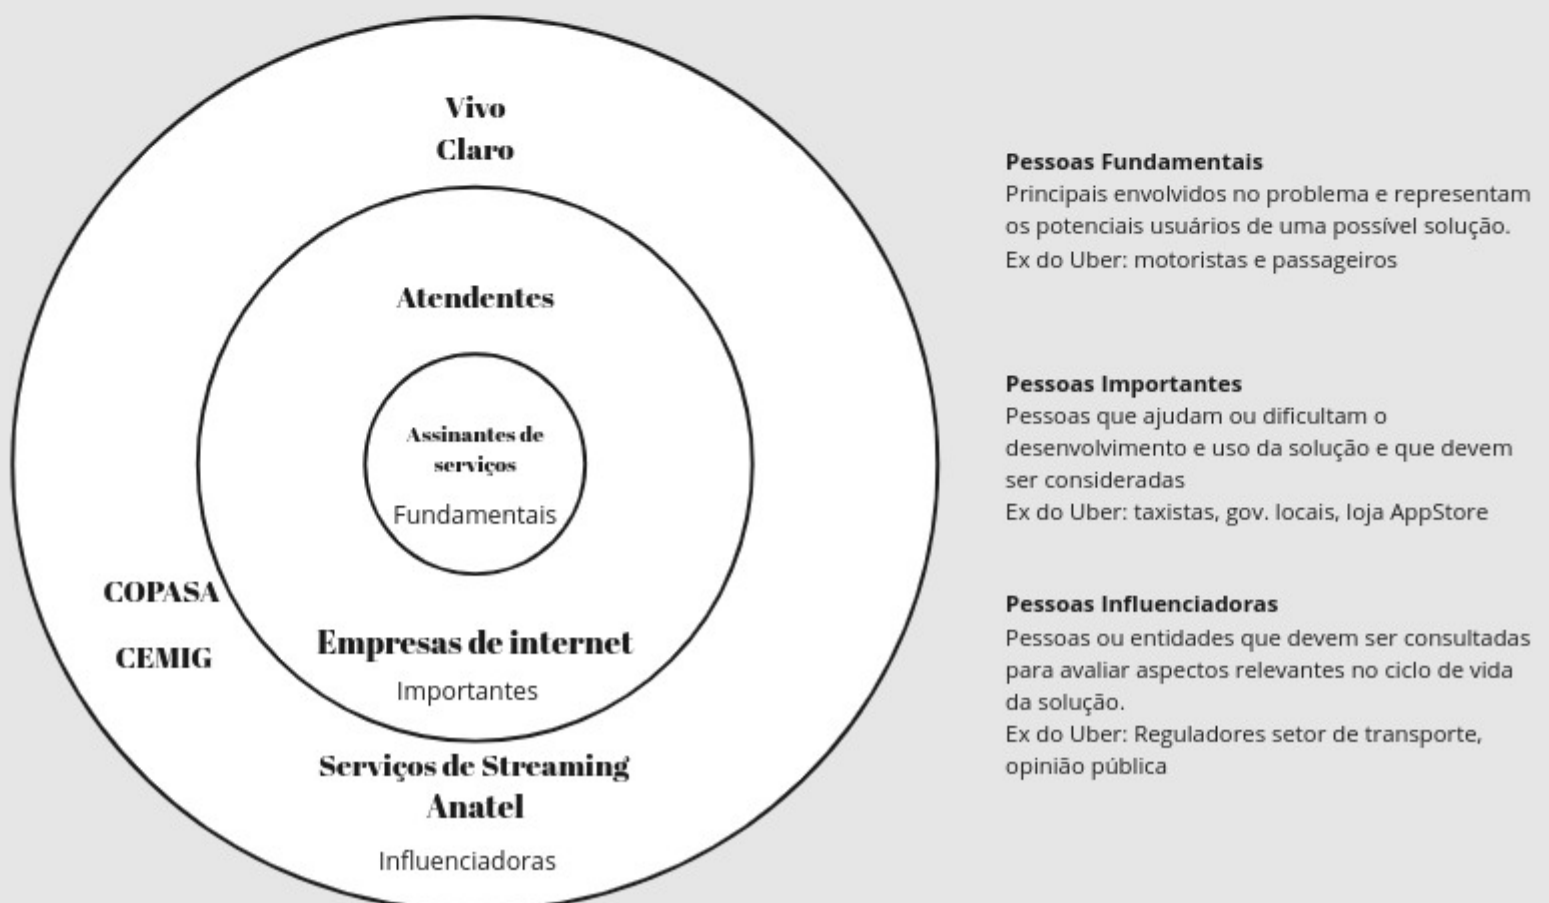 Vivo
Claro
Atendentes
Assinantes de
serviços
Fundamentais
COPASA
CEMIG
Empresas de internet
Importantes
Serviços de Streaming
Anatel
Influenciadoras
Pessoas Fundamentais
Principais envolvidos no problema e representam
os potenciais usuários de uma possível solução.
Ex do Uber: motoristas e passageiros
Pessoas Importantes
Pessoas que ajudam ou dificultam o
desenvolvimento e uso da solução e que devem
ser consideradas
Ex do Uber: taxistas, gov. locais, loja AppStore
Pessoas Influenciadoras
Pessoas ou entidades que devem ser consultadas
para avaliar aspectos relevantes no ciclo de vida
da solução.
Ex do Uber: Reguladores setor de transporte,
opinião pública